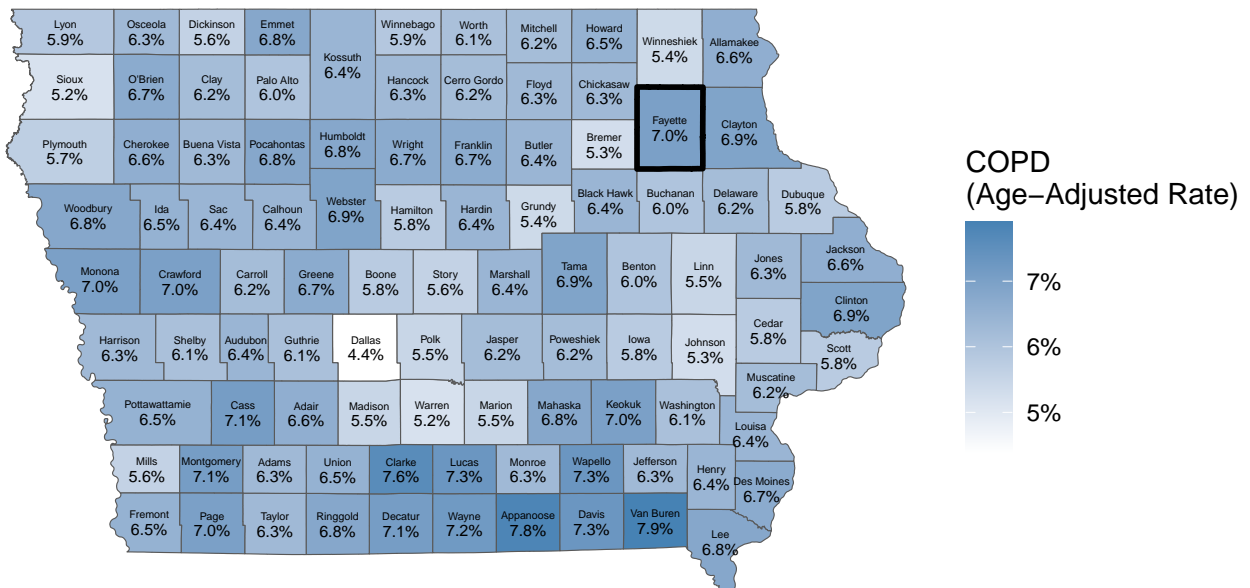 Lyon
5.9%
Osceola
6.3%
Dickinson
5.6%
Emmet
6.8%
Kossuth
6.4%
Winnebago
5.9%
Worth
6.1%
Mitchell
6.2%
Howard
6.5%
Winneshiek
5.4%
Allamakee
6.6%
Sioux
5.2%
O'Brien
6.7%
Clay
6.2%
Palo Alto
6.0%
Hancock
6.3%
Cerro Gordo
6.2%
Floyd
6.3%
Chickasaw
6.3%
Fayette
7.0%
Clayton
6.9%
Plymouth
5.7%
Cherokee
6.6%
Buena Vista
6.3%
Pocahontas
6.8%
Humboldt
6.8%
Wright
6.7%
Franklin
6.7%
Butler
6.4%
Bremer
5.3%
Woodbury
6.8%
Ida
6.5%
Sac
6.4%
Calhoun
6.4%
Webster
6.9%
Hamilton
5.8%
Hardin
6.4%
Grundy
5.4%
Black Hawk
6.4%
Buchanan
6.0%
Delaware
6.2%
Dubuque
5.8%
Monona
7.0%
Crawford
7.0%
Carroll
6.2%
Greene
6.7%
Boone
5.8%
Story
5.6%
Marshall
6.4%
Tama
6.9%
Benton
6.0%
Linn
5.5%
Jones
6.3%
Jackson
6.6%
Clinton
6.9%
Harrison
6.3%
Shelby
6.1%
Audubon
6.4%
Guthrie
6.1%
Dallas
4.4%
Polk
5.5%
Jasper
6.2%
Poweshiek
6.2%
Iowa
5.8%
Johnson
5.3%
Cedar
5.8%
Scott
5.8%
Muscatine
6.2%
Pottawattamie
6.5%
Cass
7.1%
Adair
6.6%
Madison
5.5%
Warren
5.2%
Marion
5.5%
Mahaska
6.8%
Keokuk
7.0%
Washington
6.1%
Louisa
6.4%
Mills
5.6%
Montgomery
7.1%
Adams
6.3%
Union
6.5%
Clarke
7.6%
Lucas
7.3%
Monroe
6.3%
Wapello
7.3%
Jefferson
6.3%
Henry
6.4%
Des Moines
6.7%
Fremont
6.5%
Page
7.0%
Taylor
6.3%
Ringgold
6.8%
Decatur
7.1%
Wayne
7.2%
Appanoose
7.8%
Davis
7.3%
Van Buren
7.9%
Lee
6.8%
COPD
(Age−Adjusted Rate)
7%
6%
5%